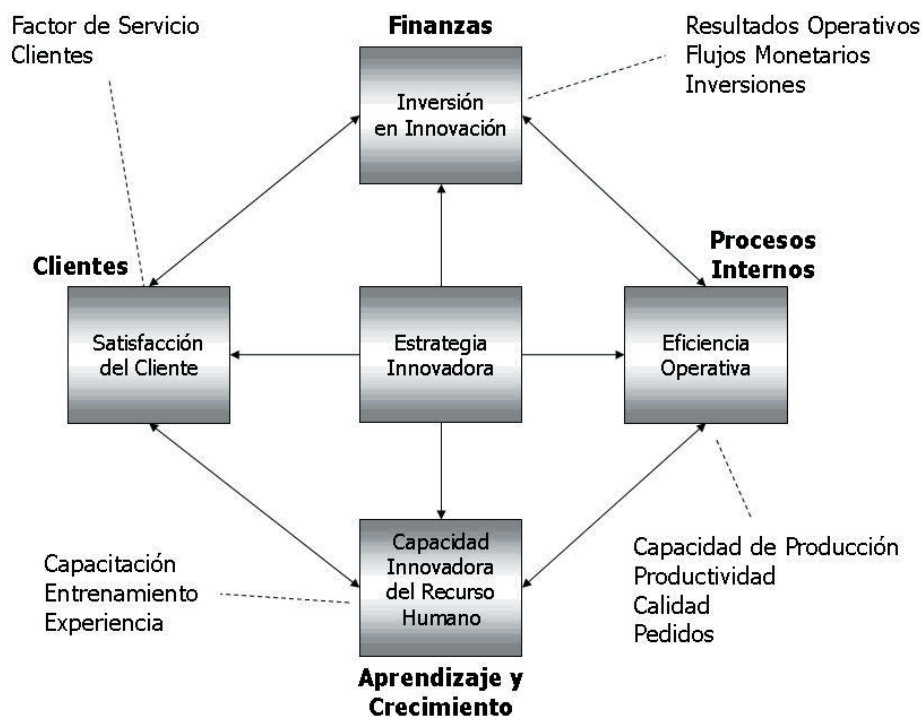 Factor de Servicio
Clientes
Finanzas
Resultados Operativos
Flujos Monetarios
Inversiones
Inversión
en Innovación
Clientes
Procesos
Internos
Satisfacción
del Cliente
Estrategia
Innovadora
Eficiencia
Operativa
Capacitación
Entrenamiento
Experiencia
Capacidad
Innovadora
del Recurso
Humano
Capacidad de Producción
Productividad
Calidad
Pedidos
Aprendizaje y
Crecimiento